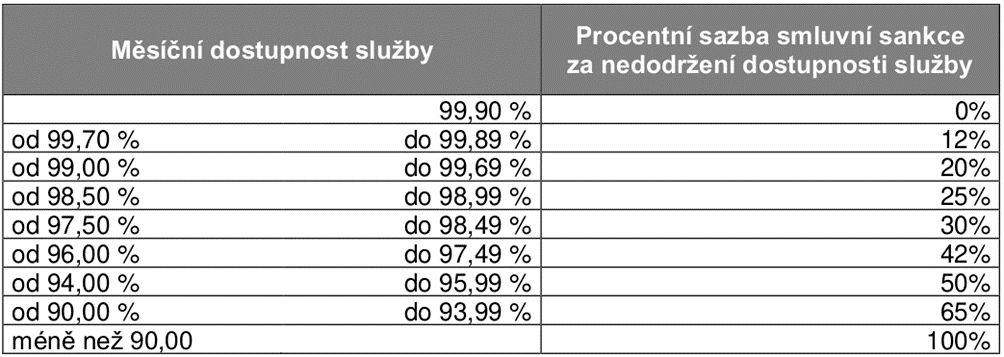 Měsíční dostupnost služby
Procentní sazba smluvní sankce
za nedodržení dostupnosti služby
99,90 % 0%
od 99,70 % do 99,89 % 12%
od 99,00 % do 99,69 % 20%
od 98,50 % do 98,99 % 25%
od 97,50 % do 98,49 % 30%
od 96,00 % do 97,49 % 42%
od 94,00 % do 95,99 % 50%
od 90,00 % do 93,99 % 65%
méně než 90,00 100%